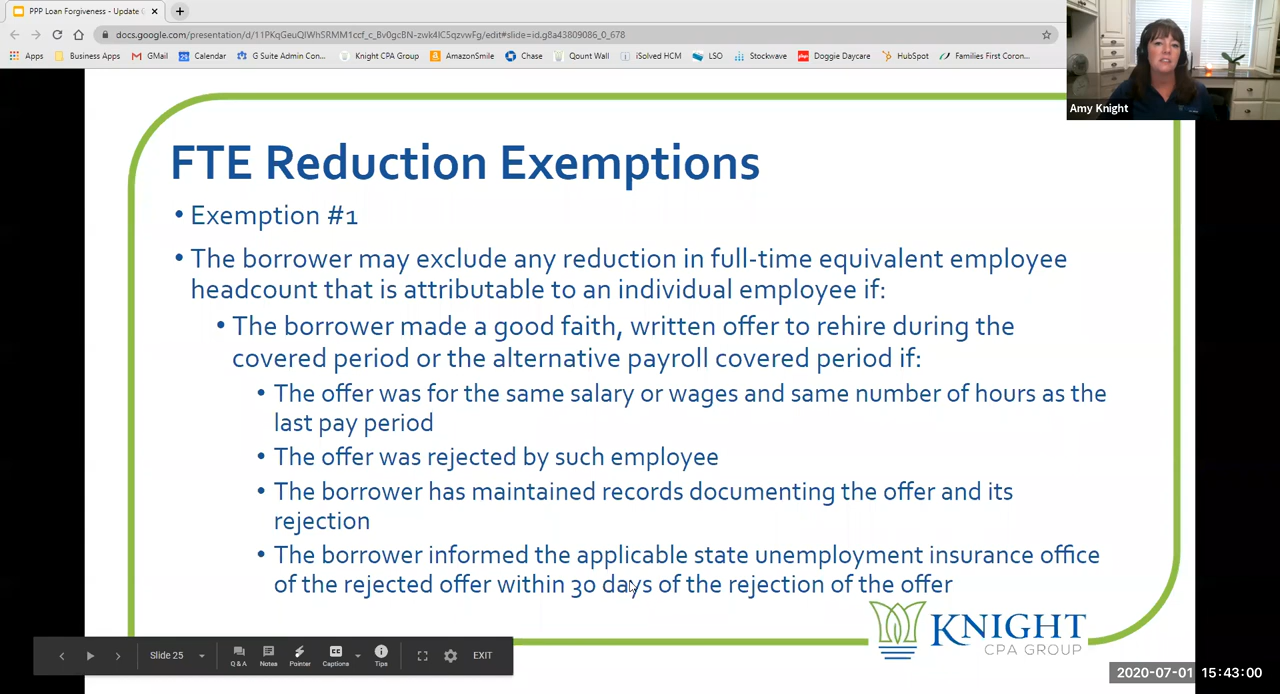 PPP Loan Forgiveness - Update
docs.google.com/presentation/d/11PKqGeuQIWhSRMM1ccf_c_Bv0gcBN-zwk4IC5qzvwFg/edit#slide=id.g8a43809086_0_678
Apps Business Apps GMail Calendar G Suite Admin Con... Knight CPA Group AmazonSmile Chase Qount Wall iSolved HCM LSO Stockwave Doggie Daycare HubSpot Families First Coron...
Amy Knight
FTE Reduction Exemptions
• Exemption #1
• The borrower may exclude any reduction in full-time equivalent employee
headcount that is attributable to an individual employee if:
• The borrower made a good faith, written offer to rehire during the
covered period or the alternative payroll covered period if:
• The offer was for the same salary or wages and same number of hours as the
last pay period
• The offer was rejected by such employee
• The borrower has maintained records documenting the offer and its
rejection
• The borrower informed the applicable state unemployment insurance office
of the rejected offer within 30 days of the rejection of the offer
KNIGHT
CPA GROUP
Slide 25 Q & A Notes Pointer Captions Tips EXIT
2020-07-01 15:43:00